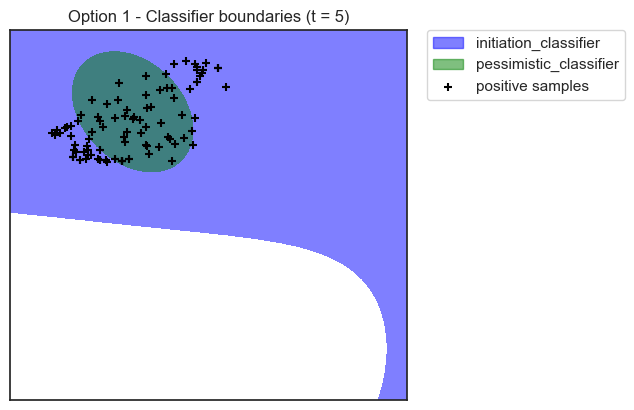 Option 1 - Classifier boundaries (t = 5)
initiation_classifier
pessimistic_classifier
positive samples